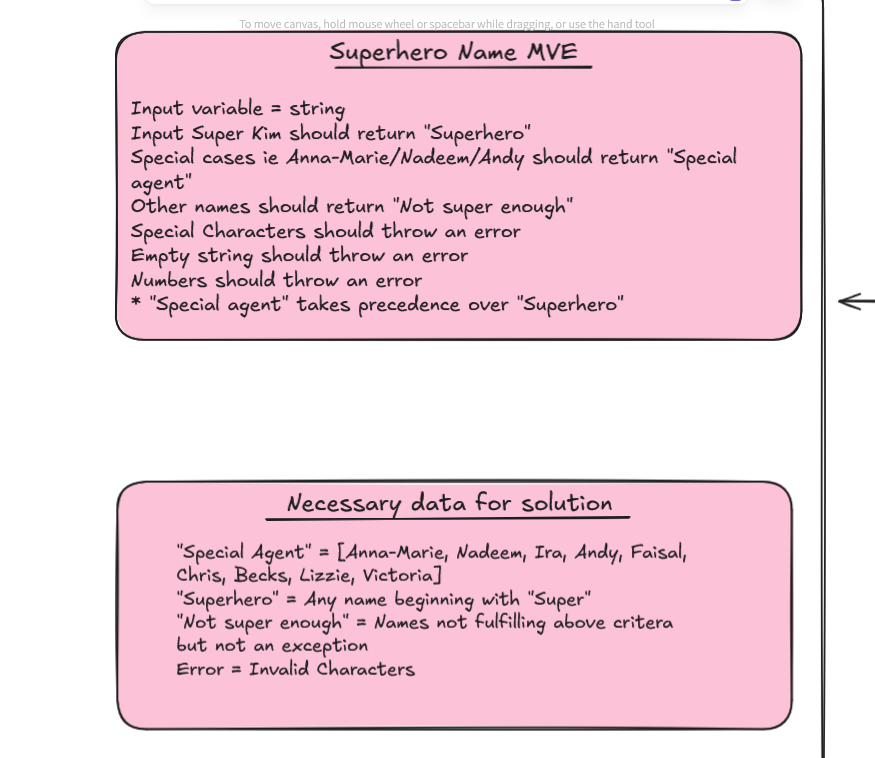 To move canvas, hold mouse wheel or spacebar while dragging, or use the hand tool
Superhero Name MVE
Input variable = string
Input Super Kim should return "Superhero"
Special cases ie Anna-Marie/Nadeem/Andy should return "Special
agent"
Other names should return "Not super enough"
Special Characters should throw an error
Empty string should throw an error
Numbers should throw an error
* "Special agent" takes precedence over "Superhero"
Necessary data for solution
"Special Agent" = [Anna-Marie, Nadeem, Ira, Andy, Faisal,
Chris, Becks, Lizzie, Victoria]
"Superhero" = Any name beginning with "Super"
"Not super enough" = Names not fulfilling above critera
but not an exception
Error = Invalid Characters